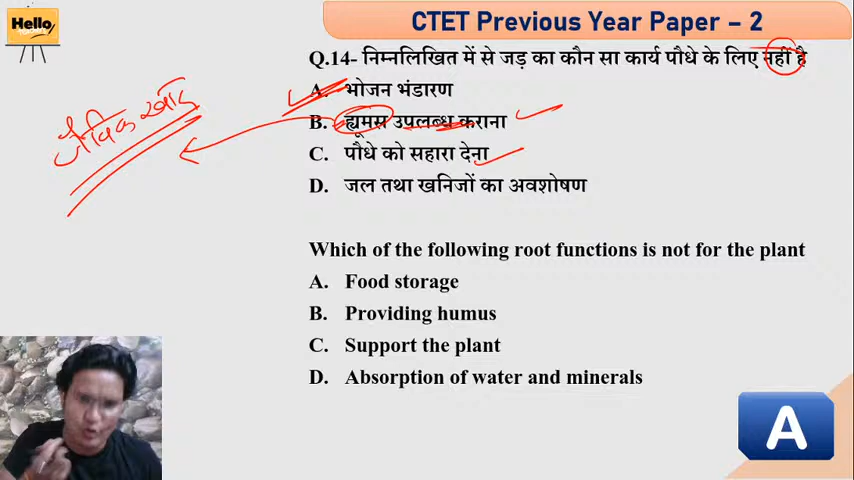 Hello
CTET Previous Year Paper – 2
Q.14- निम्नलिखित में से जड़ का कौन सा कार्य पौधे के लिए नहीं है
A. भोजन भंडारण
B. ह्यूमस उपलब्ध कराना
C. पौधे को सहारा देना
D. जल तथा खनिजों का अवशोषण
जैविक खाद
Which of the following root functions is not for the plant
A. Food storage
B. Providing humus
C. Support the plant
D. Absorption of water and minerals
A